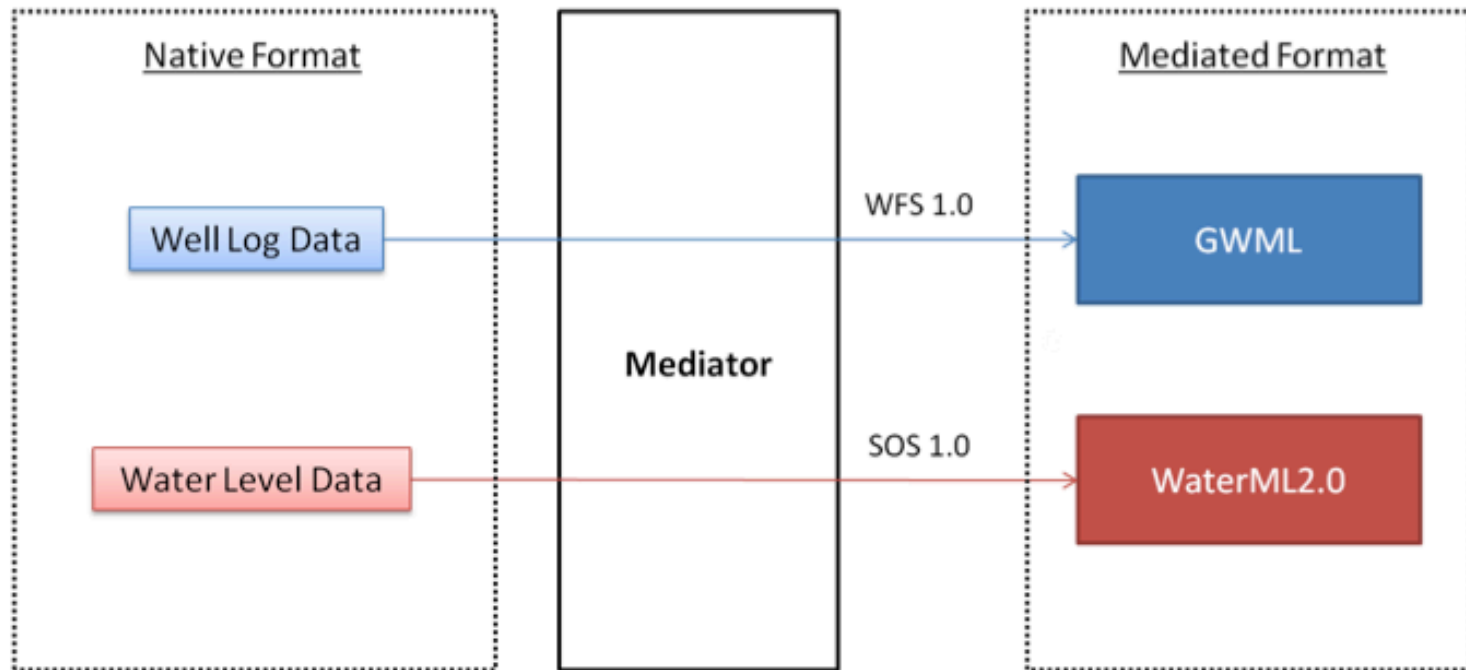 Native Format
Mediated Format
WFS 1.0
Well Log Data
GWML
Mediator
SOS 1.0
Water Level Data
WaterML2.0